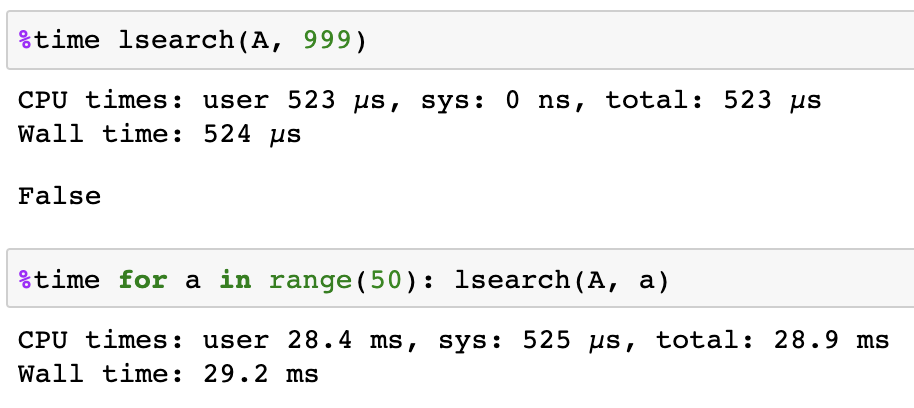 %time lsearch(A, 999)
CPU times: user 523 µs, sys: 0 ns, total: 523 µs
Wall time: 524 µs
False
%time for a in range(50): lsearch(A, a)
CPU times: user 28.4 ms, sys: 525 µs, total: 28.9 ms
Wall time: 29.2 ms